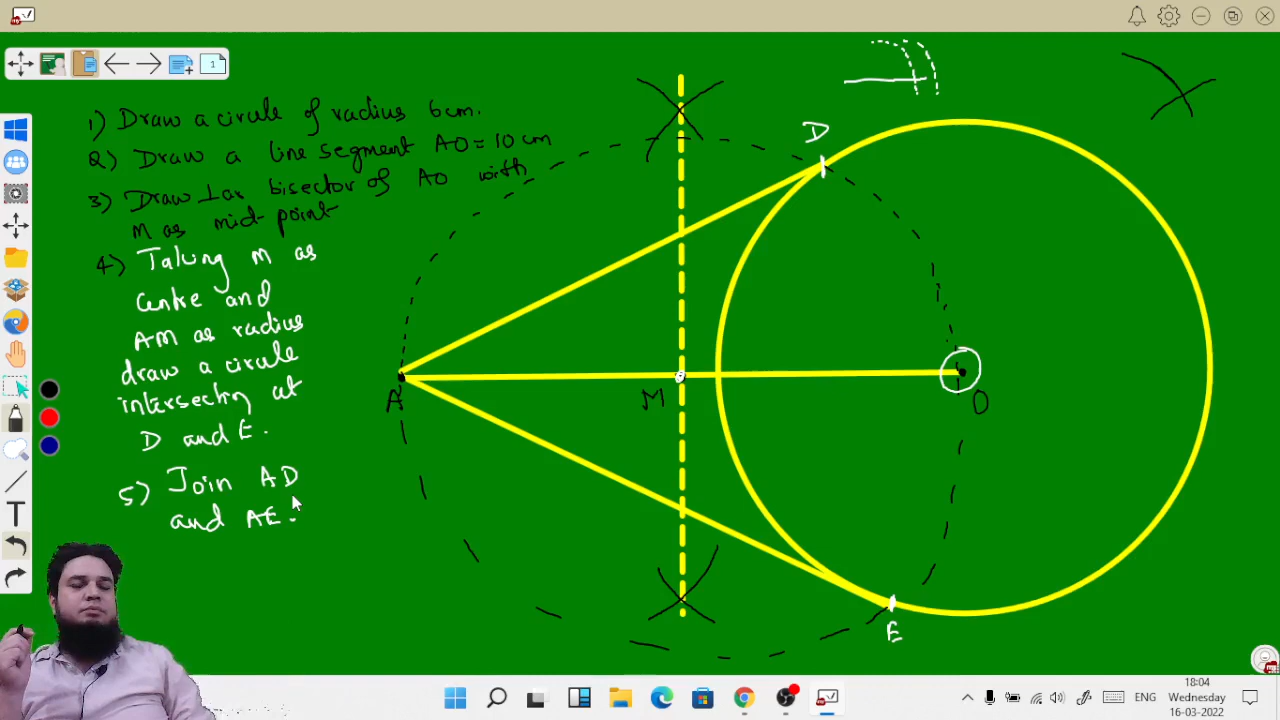 1) Draw a circle of radius 6cm.
2) Draw a line segment AO = 10 cm
3) Draw ⊥ar bisector of AO with
M as mid-point
4) Taking M as
centre and
AM as radius
draw a circle
intersecting at
D and E.
5) Join AD
and AE.
D
A
M
O
E
1
T
ENG
18:04
Wednesday
16-03-2022